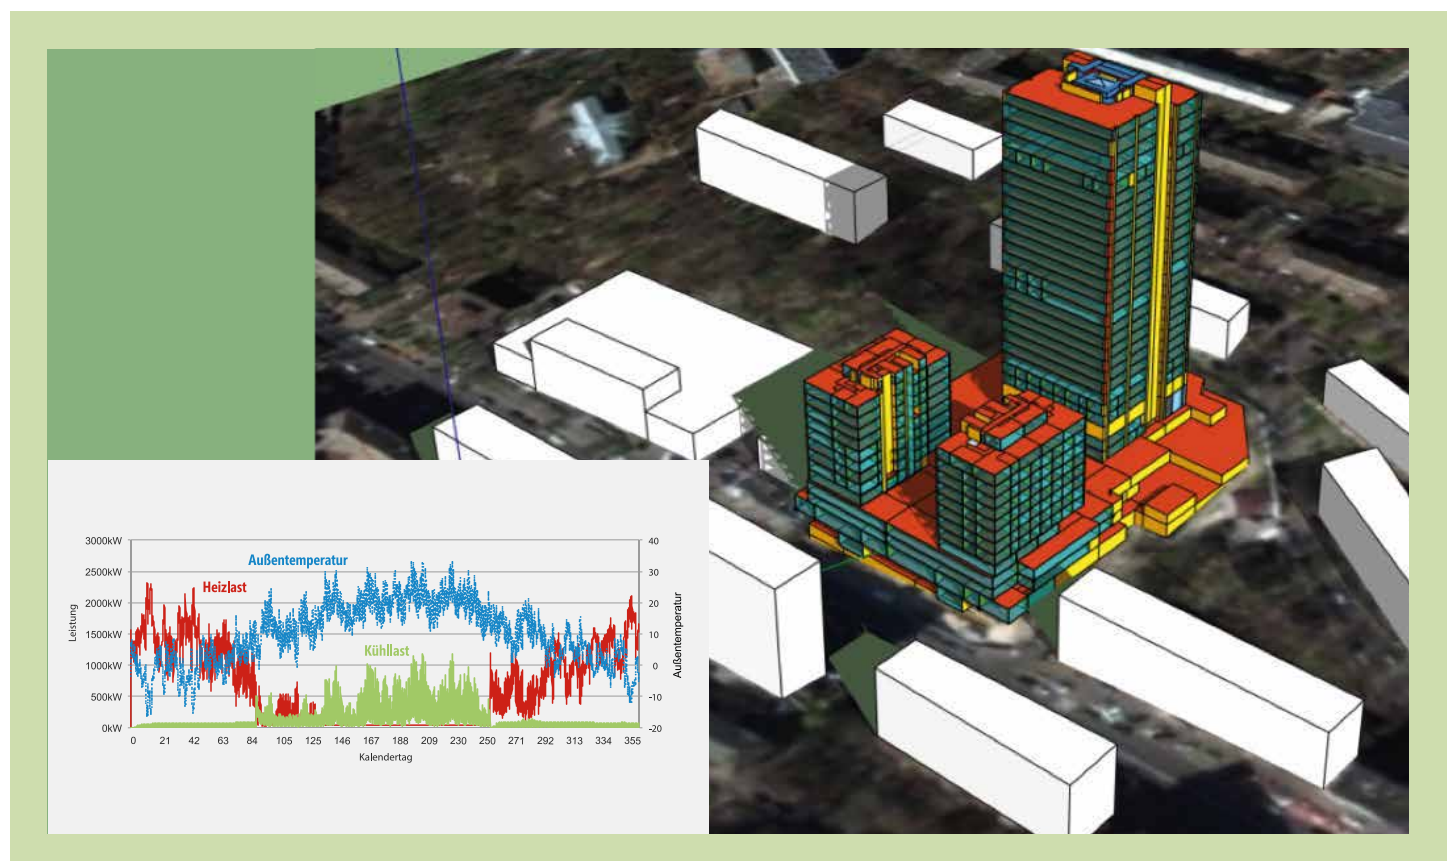 Außentemperatur
Heizlast
Kühllast
3000kW
2500kW
2000kW
1500kW
1000kW
500kW
0kW
Leistung
40
30
20
10
0
-10
-20
Außentemperatur
0 21 42 63 84 105 125 146 167 188 209 230 250 271 292 313 334 355
Kalendertag